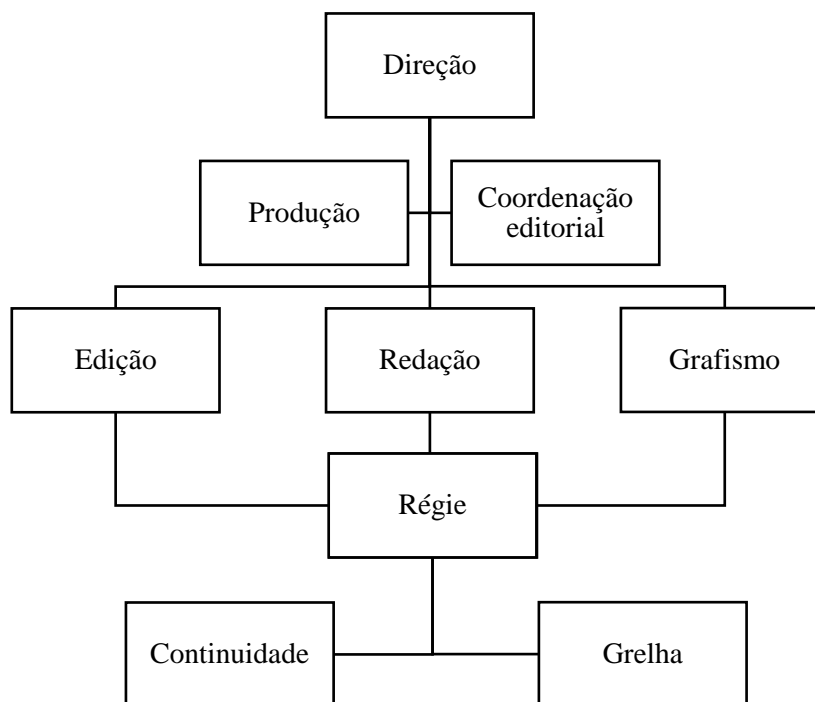 Direção
Produção
Coordenação
editorial
Edição
Redação
Grafismo
Régie
Continuidade
Grelha